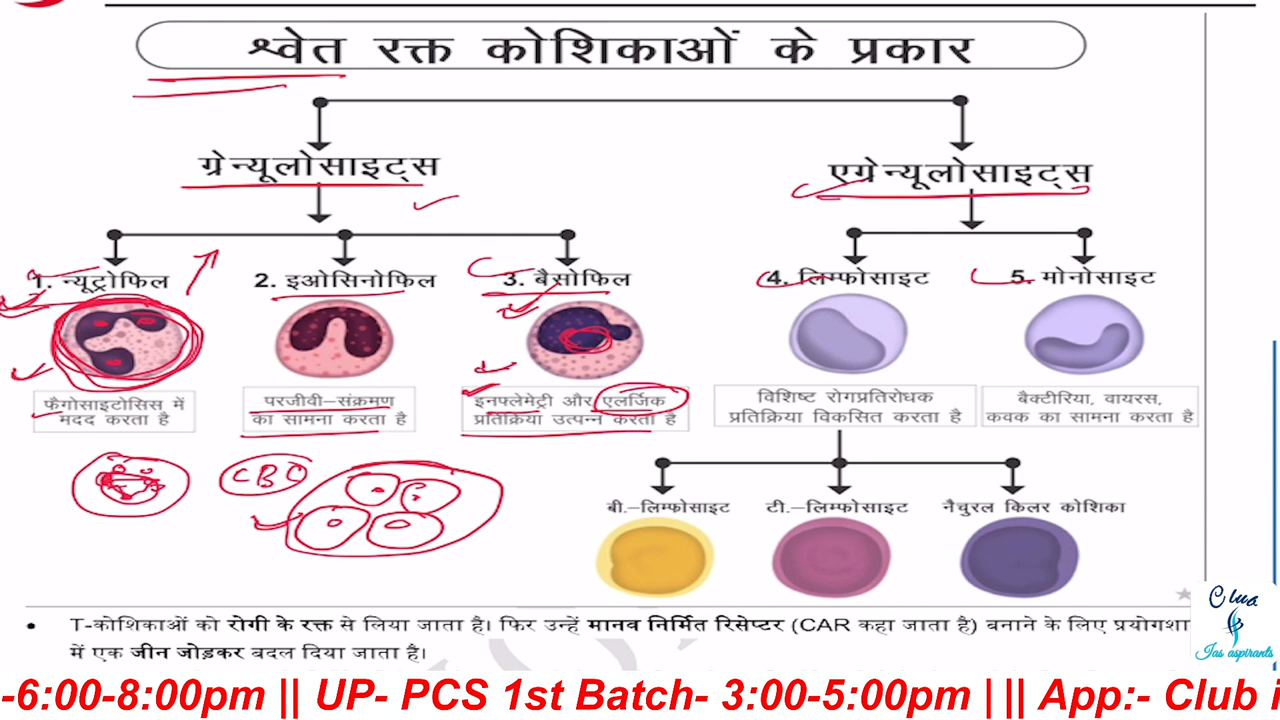 श्वेत रक्त कोशिकाओं के प्रकार
ग्रेन्यूलोसाइट्स
एग्रेन्यूलोसाइट्स
1. न्यूट्रोफिल
2. इओसिनोफिल
3. बैसोफिल
4. लिम्फोसाइट
5. मोनोसाइट
फैगोसाइटोसिस में
मदद करता है
परजीवी–संक्रमण
का सामना करता है
इनफ्लेमेट्री और एलर्जिक
प्रतिक्रिया उत्पन्न करता है
विशिष्ट रोगप्रतिरोधक
प्रतिक्रिया विकसित करता है
बैक्टीरिया, वायरस,
कवक का सामना करता है
CBC
बी.–लिम्फोसाइट
टी.–लिम्फोसाइट
नैचुरल किलर कोशिका
• T-कोशिकाओं को रोगी के रक्त से लिया जाता है। फिर उन्हें मानव निर्मित रिसेप्टर (CAR कहा जाता है) बनाने के लिए प्रयोगशा
में एक जीन जोड़कर बदल दिया जाता है।
Club
Ias aspirants
-6:00-8:00pm || UP- PCS 1st Batch- 3:00-5:00pm | || App:- Club i